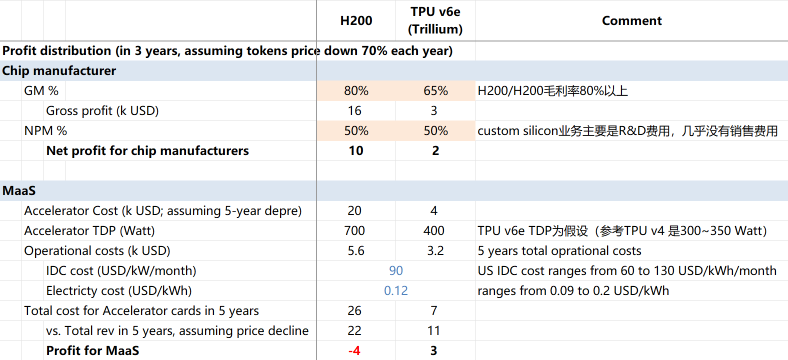 H200 TPU v6e (Trillium) Comment
Profit distribution (in 3 years, assuming tokens price down 70% each year)
Chip manufacturer
GM % 80% 65% H200/H200毛利率80%以上
Gross profit (k USD) 16 3
NPM % 50% 50% custom silicon业务主要是R&D费用，几乎没有销售费用
Net profit for chip manufacturers 10 2
MaaS
Accelerator Cost (k USD; assuming 5-year depre) 20 4
Accelerator TDP (Watt) 700 400 TPU v6e TDP为假设（参考TPU v4 是300~350 Watt）
Operational costs (k USD) 5.6 3.2 5 years total oprational costs
IDC cost (USD/kW/month) 90 US IDC cost ranges from 60 to 130 USD/kWh/month
Electricty cost (USD/kWh) 0.12 ranges from 0.09 to 0.2 USD/kWh
Total cost for Accelerator cards in 5 years 26 7
vs. Total rev in 5 years, assuming price decline 22 11
Profit for MaaS -4 3